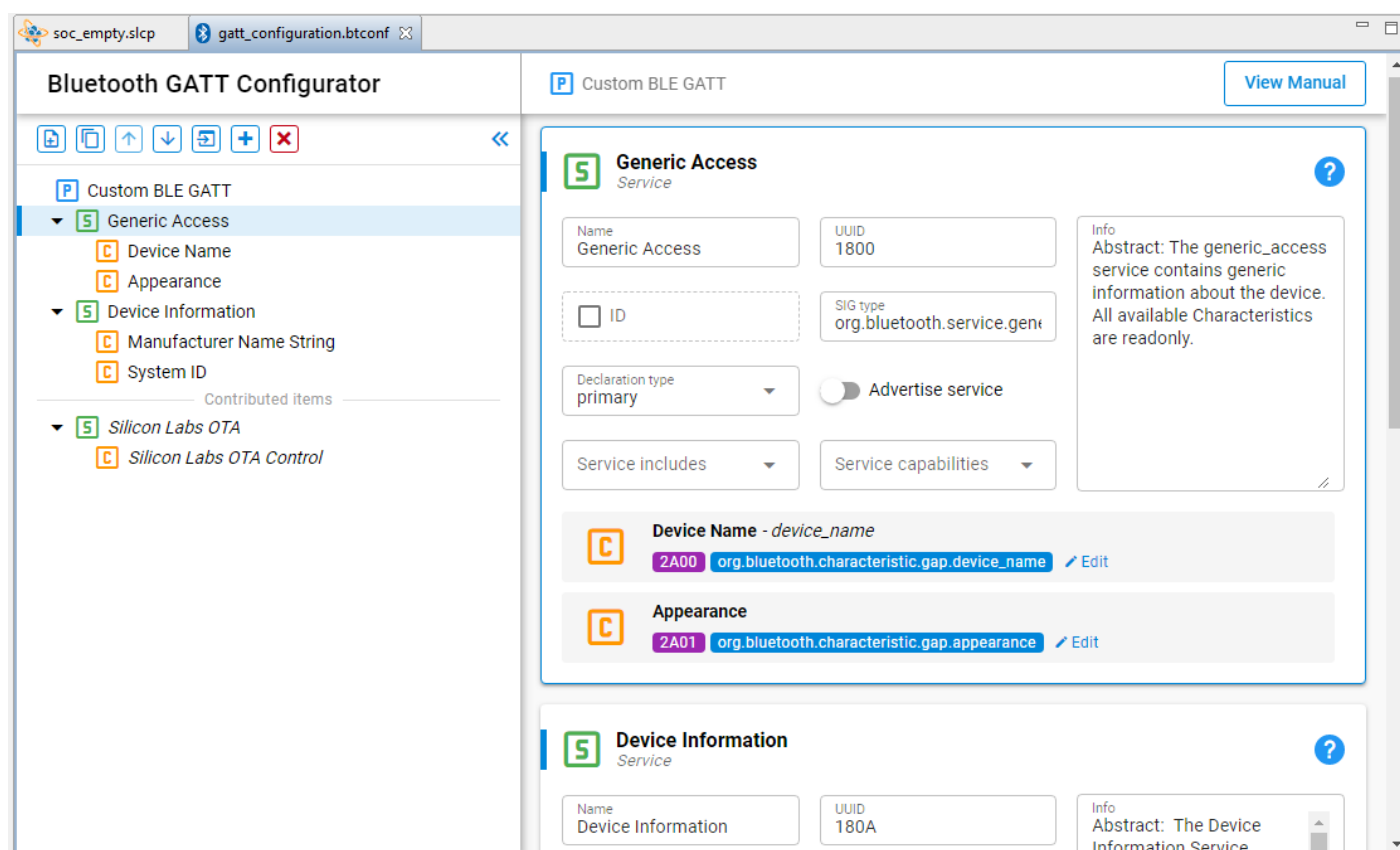 soc_empty.slcp
gatt_configuration.btconf
Bluetooth GATT Configurator
P Custom BLE GATT
S Generic Access
C Device Name
C Appearance
S Device Information
C Manufacturer Name String
C System ID
Contributed items
S Silicon Labs OTA
C Silicon Labs OTA Control
P Custom BLE GATT
View Manual
S Generic Access
Service
?
Name
Generic Access
UUID
1800
Info
Abstract: The generic_access
service contains generic
information about the device.
All available Characteristics
are readonly.
ID
SIG type
org.bluetooth.service.gene
Declaration type
primary
Advertise service
Service includes
Service capabilities
C Device Name - device_name
2A00 org.bluetooth.characteristic.gap.device_name Edit
C Appearance
2A01 org.bluetooth.characteristic.gap.appearance Edit
S Device Information
Service
?
Name
Device Information
UUID
180A
Info
Abstract: The Device
Information Service